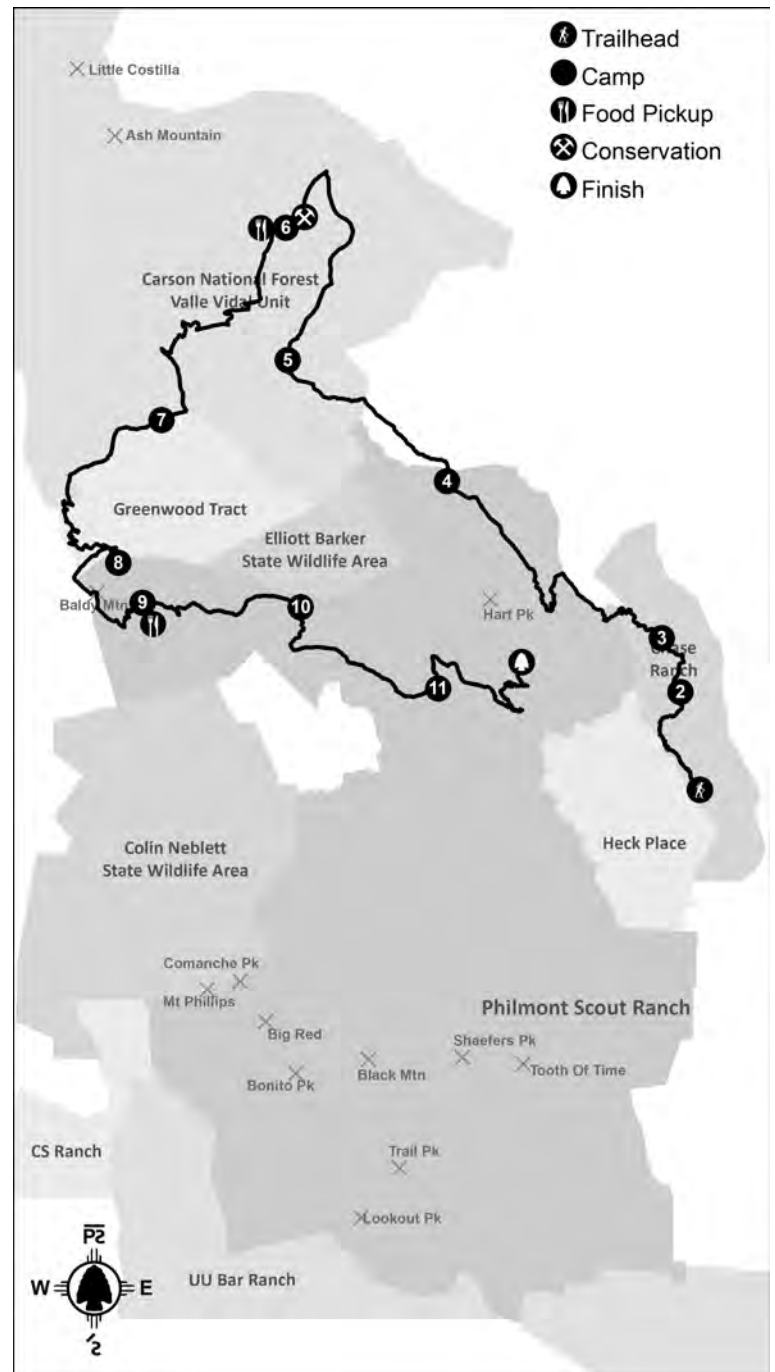 Trailhead
Camp
Food Pickup
Conservation
Finish
Little Costilla
Ash Mountain
6
Carson National Forest
Valle Vidal Unit
5
7
4
Greenwood Tract
Elliott Barker
State Wildlife Area
8
Baldy Mtn
9
10
Hart Pk
3
Chase
Ranch
2
11
Heck Place
Colin Neblett
State Wildlife Area
Comanche Pk
Mt Phillips
Big Red
Bonito Pk
Black Mtn
Philmont Scout Ranch
Shaefers Pk
Tooth Of Time
Trail Pk
Lookout Pk
CS Ranch
UU Bar Ranch
W
E